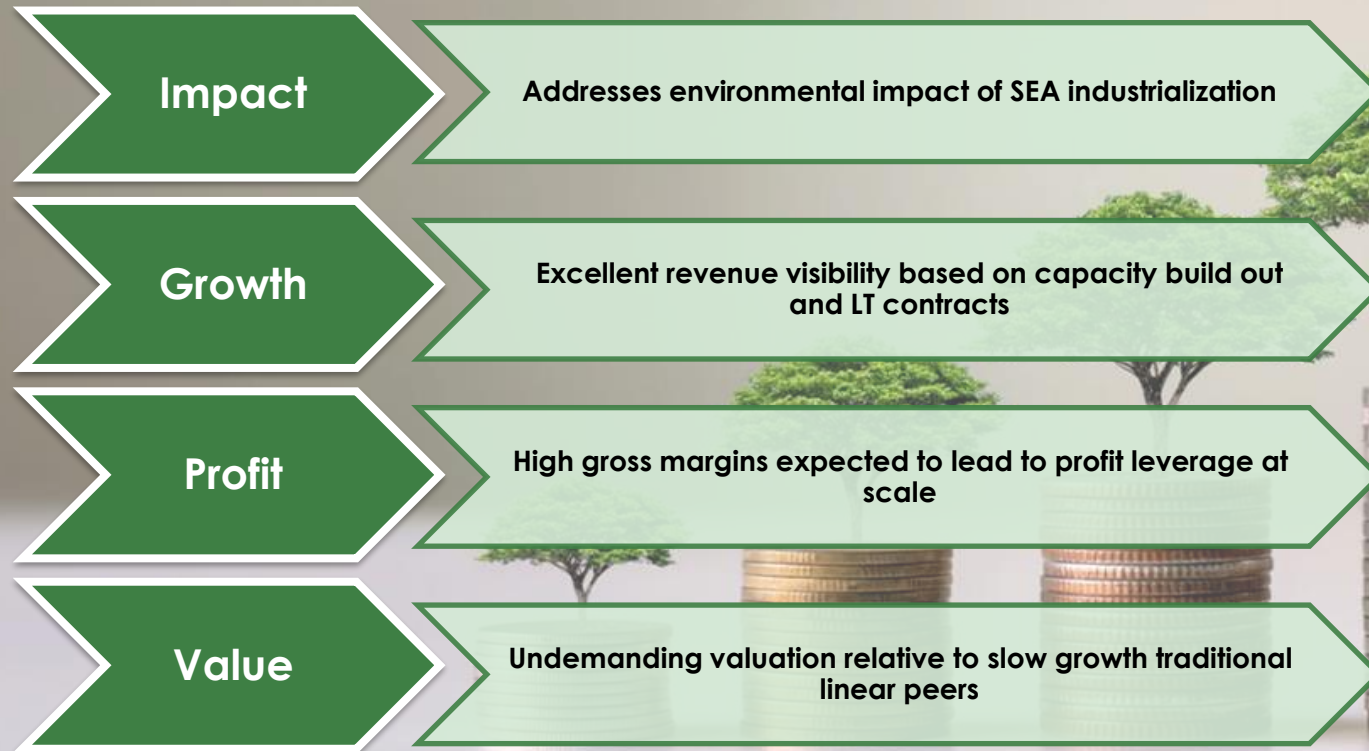 Impact
Addresses environmental impact of SEA industrialization
Growth
Excellent revenue visibility based on capacity build out
and LT contracts
Profit
High gross margins expected to lead to profit leverage at
scale
Value
Undemanding valuation relative to slow growth traditional
linear peers